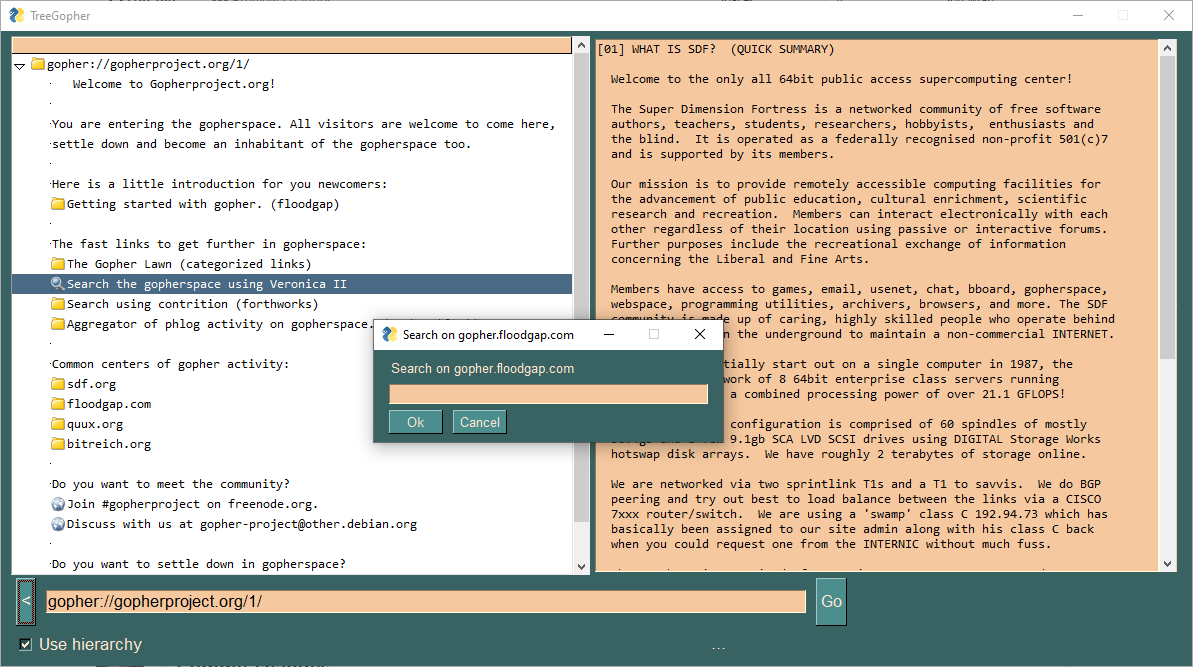 TreeGopher
gopher://gopherproject.org/1/
Welcome to Gopherproject.org!
You are entering the gopherspace. All visitors are welcome to come here,
settle down and become an inhabitant of the gopherspace too.
Here is a little introduction for you newcomers:
Getting started with gopher. (floodgap)
The fast links to get further in gopherspace:
The Gopher Lawn (categorized links)
Search the gopherspace using Veronica II
Search using contrition (forthworks)
Aggregator of phlog activity on gopherspace.
Common centers of gopher activity:
sdf.org
floodgap.com
quux.org
bitreich.org
Do you want to meet the community?
Join #gopherproject on freenode.org.
Discuss with us at gopher-project@other.debian.org
Do you want to settle down in gopherspace?
[01] WHAT IS SDF?  (QUICK SUMMARY)
Welcome to the only all 64bit public access supercomputing center!
The Super Dimension Fortress is a networked community of free software
authors, teachers, students, researchers, hobbyists,  enthusiasts and
the blind.  It is operated as a federally recognised non-profit 501(c)7
and is supported by its members.
Our mission is to provide remotely accessible computing facilities for
the advancement of public education, cultural enrichment, scientific
research and recreation.  Members can interact electronically with each
other regardless of their location using passive or interactive forums.
Further purposes include the recreational exchange of information
concerning the Liberal and Fine Arts.
Members have access to games, email, usenet, chat, bboard, gopherspace,
webspace, programming utilities, archivers, browsers, and more. The SDF
community is made up of caring, highly skilled people who operate behind
the underground to maintain a non-commercial INTERNET.
start out on a single computer in 1987, the
of 8 64bit enterprise class servers running
a combined processing power of over 21.1 GFLOPS!
configuration is comprised of 60 spindles of mostly
9.1gb SCA LVD SCSI drives using DIGITAL Storage Works
hotswap disk arrays.  We have roughly 2 terabytes of storage online.
We are networked via two sprintlink T1s and a T1 to savvis.  We do BGP
peering and try out best to load balance between the links via a CISCO
7xxx router/switch.  We are using a 'swamp' class C 192.94.73 which has
basically been assigned to our site admin along with his class C back
when you could request one from the INTERNIC without much fuss.
Search on gopher.floodgap.com
Search on gopher.floodgap.com
Ok Cancel
< gopher://gopherproject.org/1/ Go
Use hierarchy ...